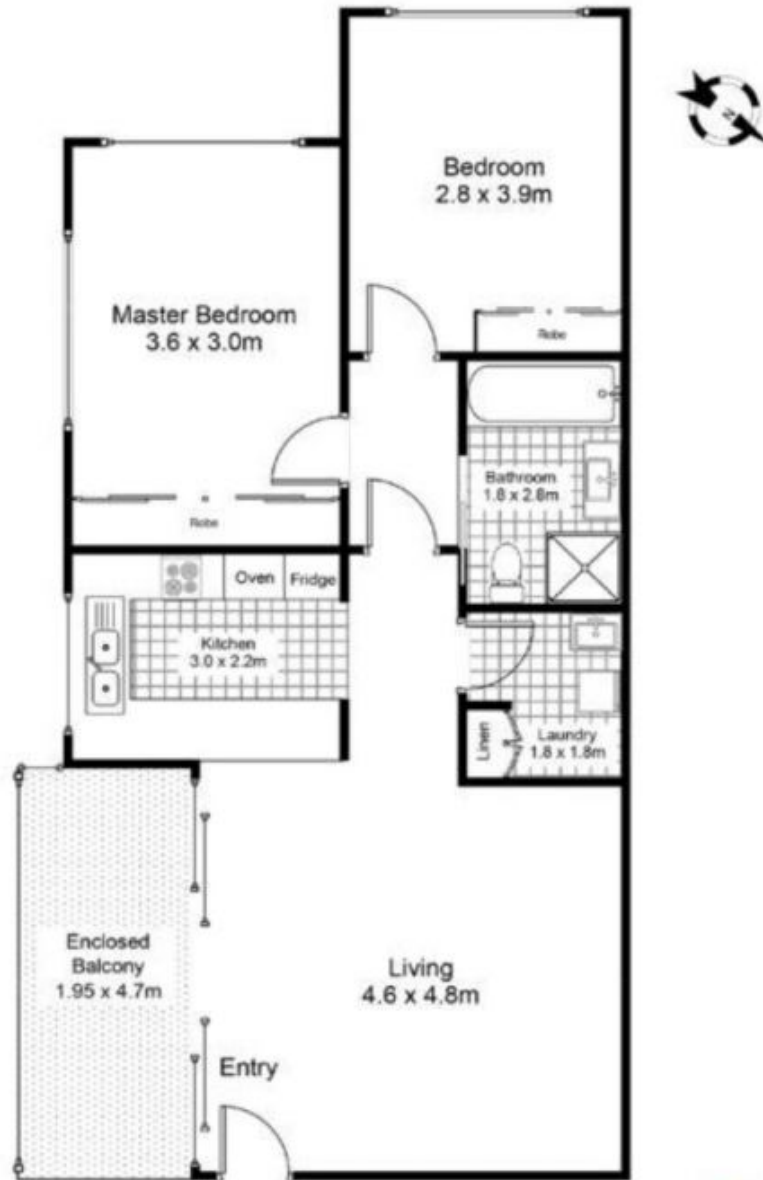 Bedroom
2.8 x 3.9m
N
Master Bedroom
3.6 x 3.0m
Robe
Bathroom
1.8 x 2.8m
Robe
Oven
Fridge
Kitchen
3.0 x 2.2m
Linen
Laundry
1.8 x 1.8m
Enclosed
Balcony
1.95 x 4.7m
Living
4.6 x 4.8m
Entry